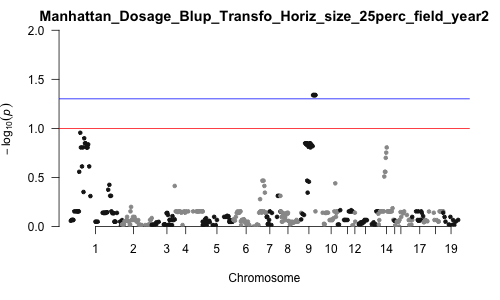 Manhattan_Dosage_Blup_Transfo_Horiz_size_25perc_field_year2
2.0
1.5
1.0
0.5
0.0
− log10(p)
1 2 3 4 5 6 7 8 9 10 12 14 17 19
Chromosome